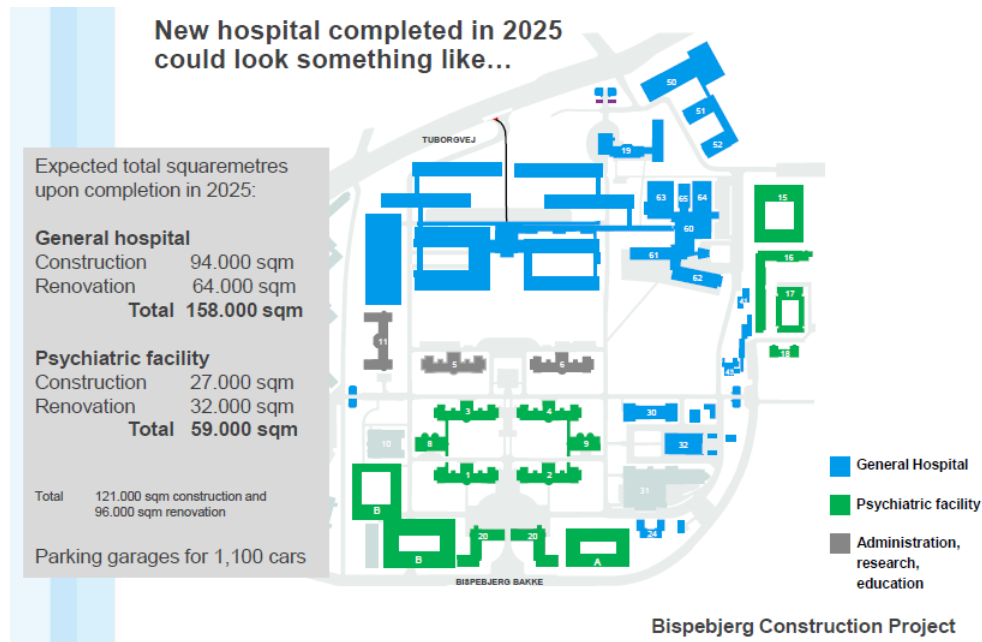 New hospital completed in 2025
could look something like…
Expected total squaremetres
upon completion in 2025:
General hospital
Construction 94.000 sqm
Renovation 64.000 sqm
Total 158.000 sqm
Psychiatric facility
Construction 27.000 sqm
Renovation 32.000 sqm
Total 59.000 sqm
Total 121.000 sqm construction and
96.000 sqm renovation
Parking garages for 1,100 cars
TUBORGVEJ
50
51
52
19
63
65
64
60
61
62
15
16
17
18
11
5
6
3
4
30
10
8
9
32
1
2
31
B
B
20
20
A
24
BISPEBJERG BAKKE
General Hospital
Psychiatric facility
Administration,
research,
education
Bispebjerg Construction Project